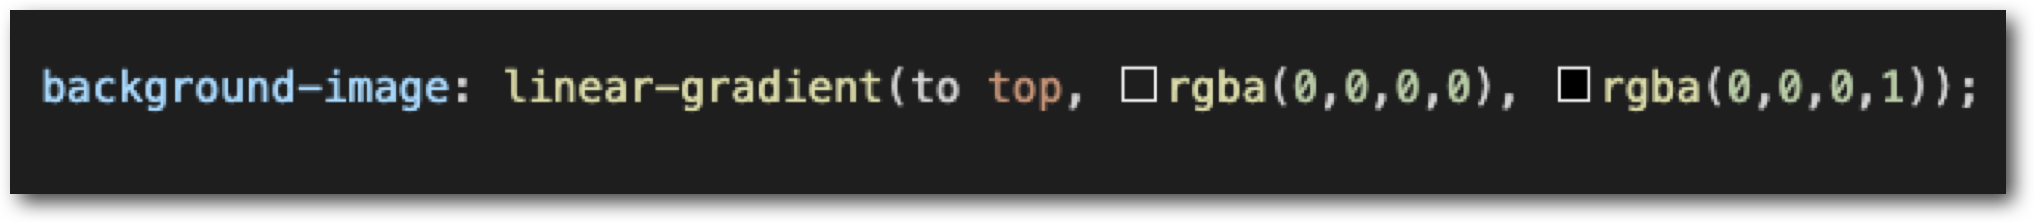 background-image: linear-gradient(to top, rgba(0,0,0,0), rgba(0,0,0,1));